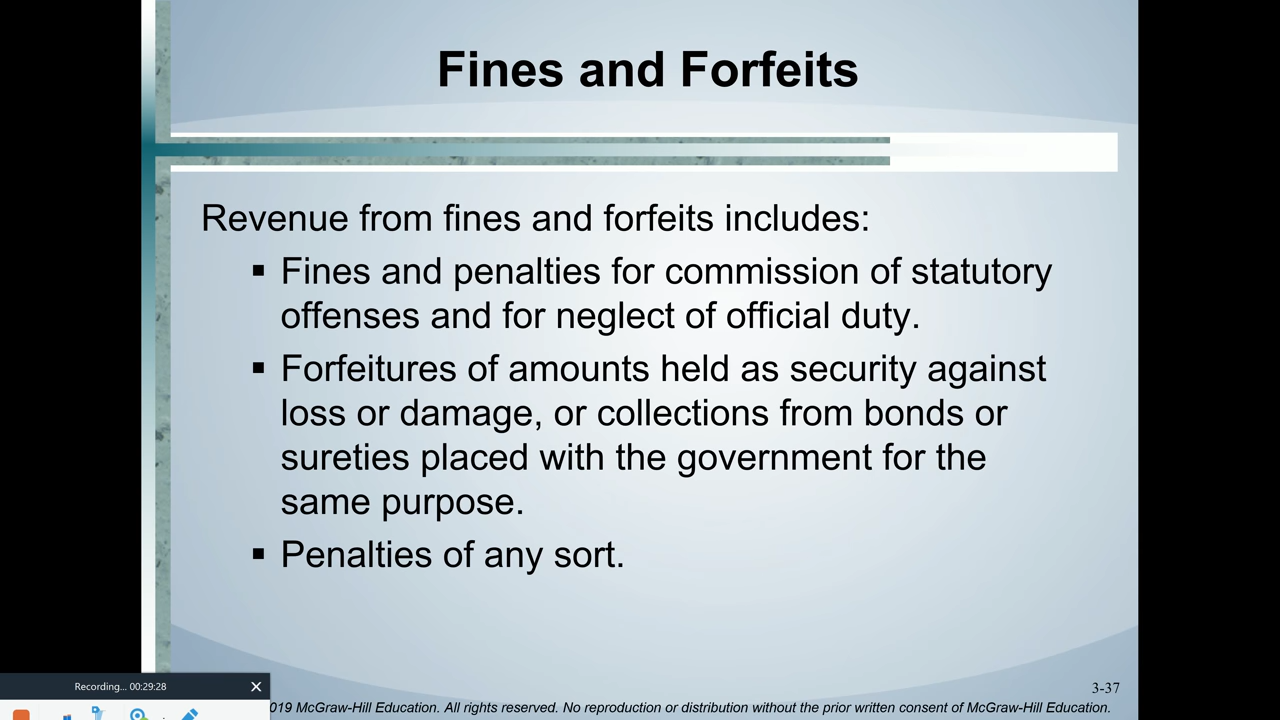 Fines and Forfeits
Revenue from fines and forfeits includes:
▪ Fines and penalties for commission of statutory
offenses and for neglect of official duty.
▪ Forfeitures of amounts held as security against
loss or damage, or collections from bonds or
sureties placed with the government for the
same purpose.
▪ Penalties of any sort.
3-37
Recording... 00:29:28
019 McGraw-Hill Education. All rights reserved. No reproduction or distribution without the prior written consent of McGraw-Hill Education.